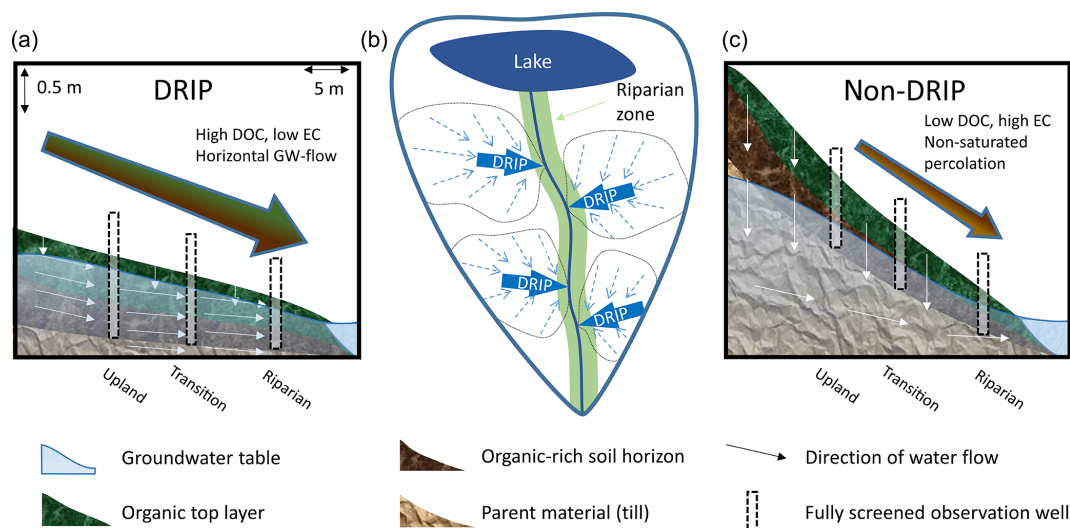 (a)
0.5 m
DRIP
5 m
High DOC, low EC
Horizontal GW-flow
Upland
Transition
Riparian
(b)
Lake
Riparian
zone
DRIP
DRIP
DRIP
DRIP
(c)
Non-DRIP
Low DOC, high EC
Non-saturated
percolation
Upland
Transition
Riparian
Groundwater table
Organic-rich soil horizon
Direction of water flow
Organic top layer
Parent material (till)
Fully screened observation well